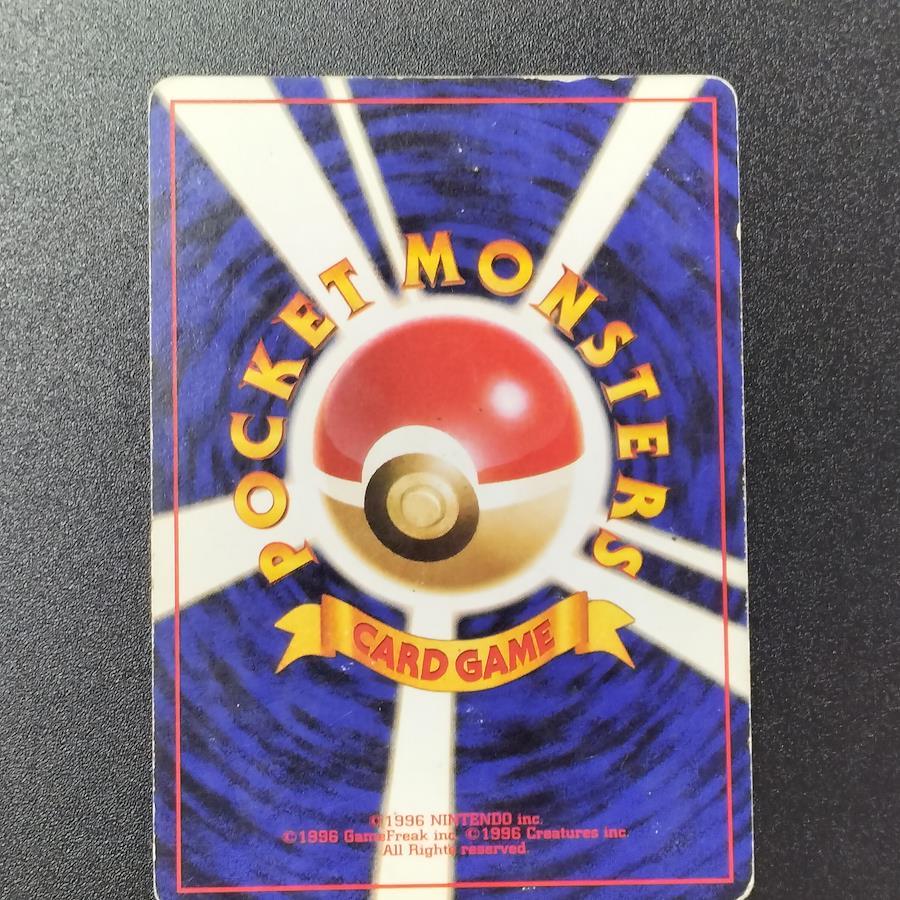 POCKET MONSTERS
CARD GAME
©1996 NINTENDO inc.
©1996 GameFreak inc. ©1996 Creatures inc.
All Rights reserved.